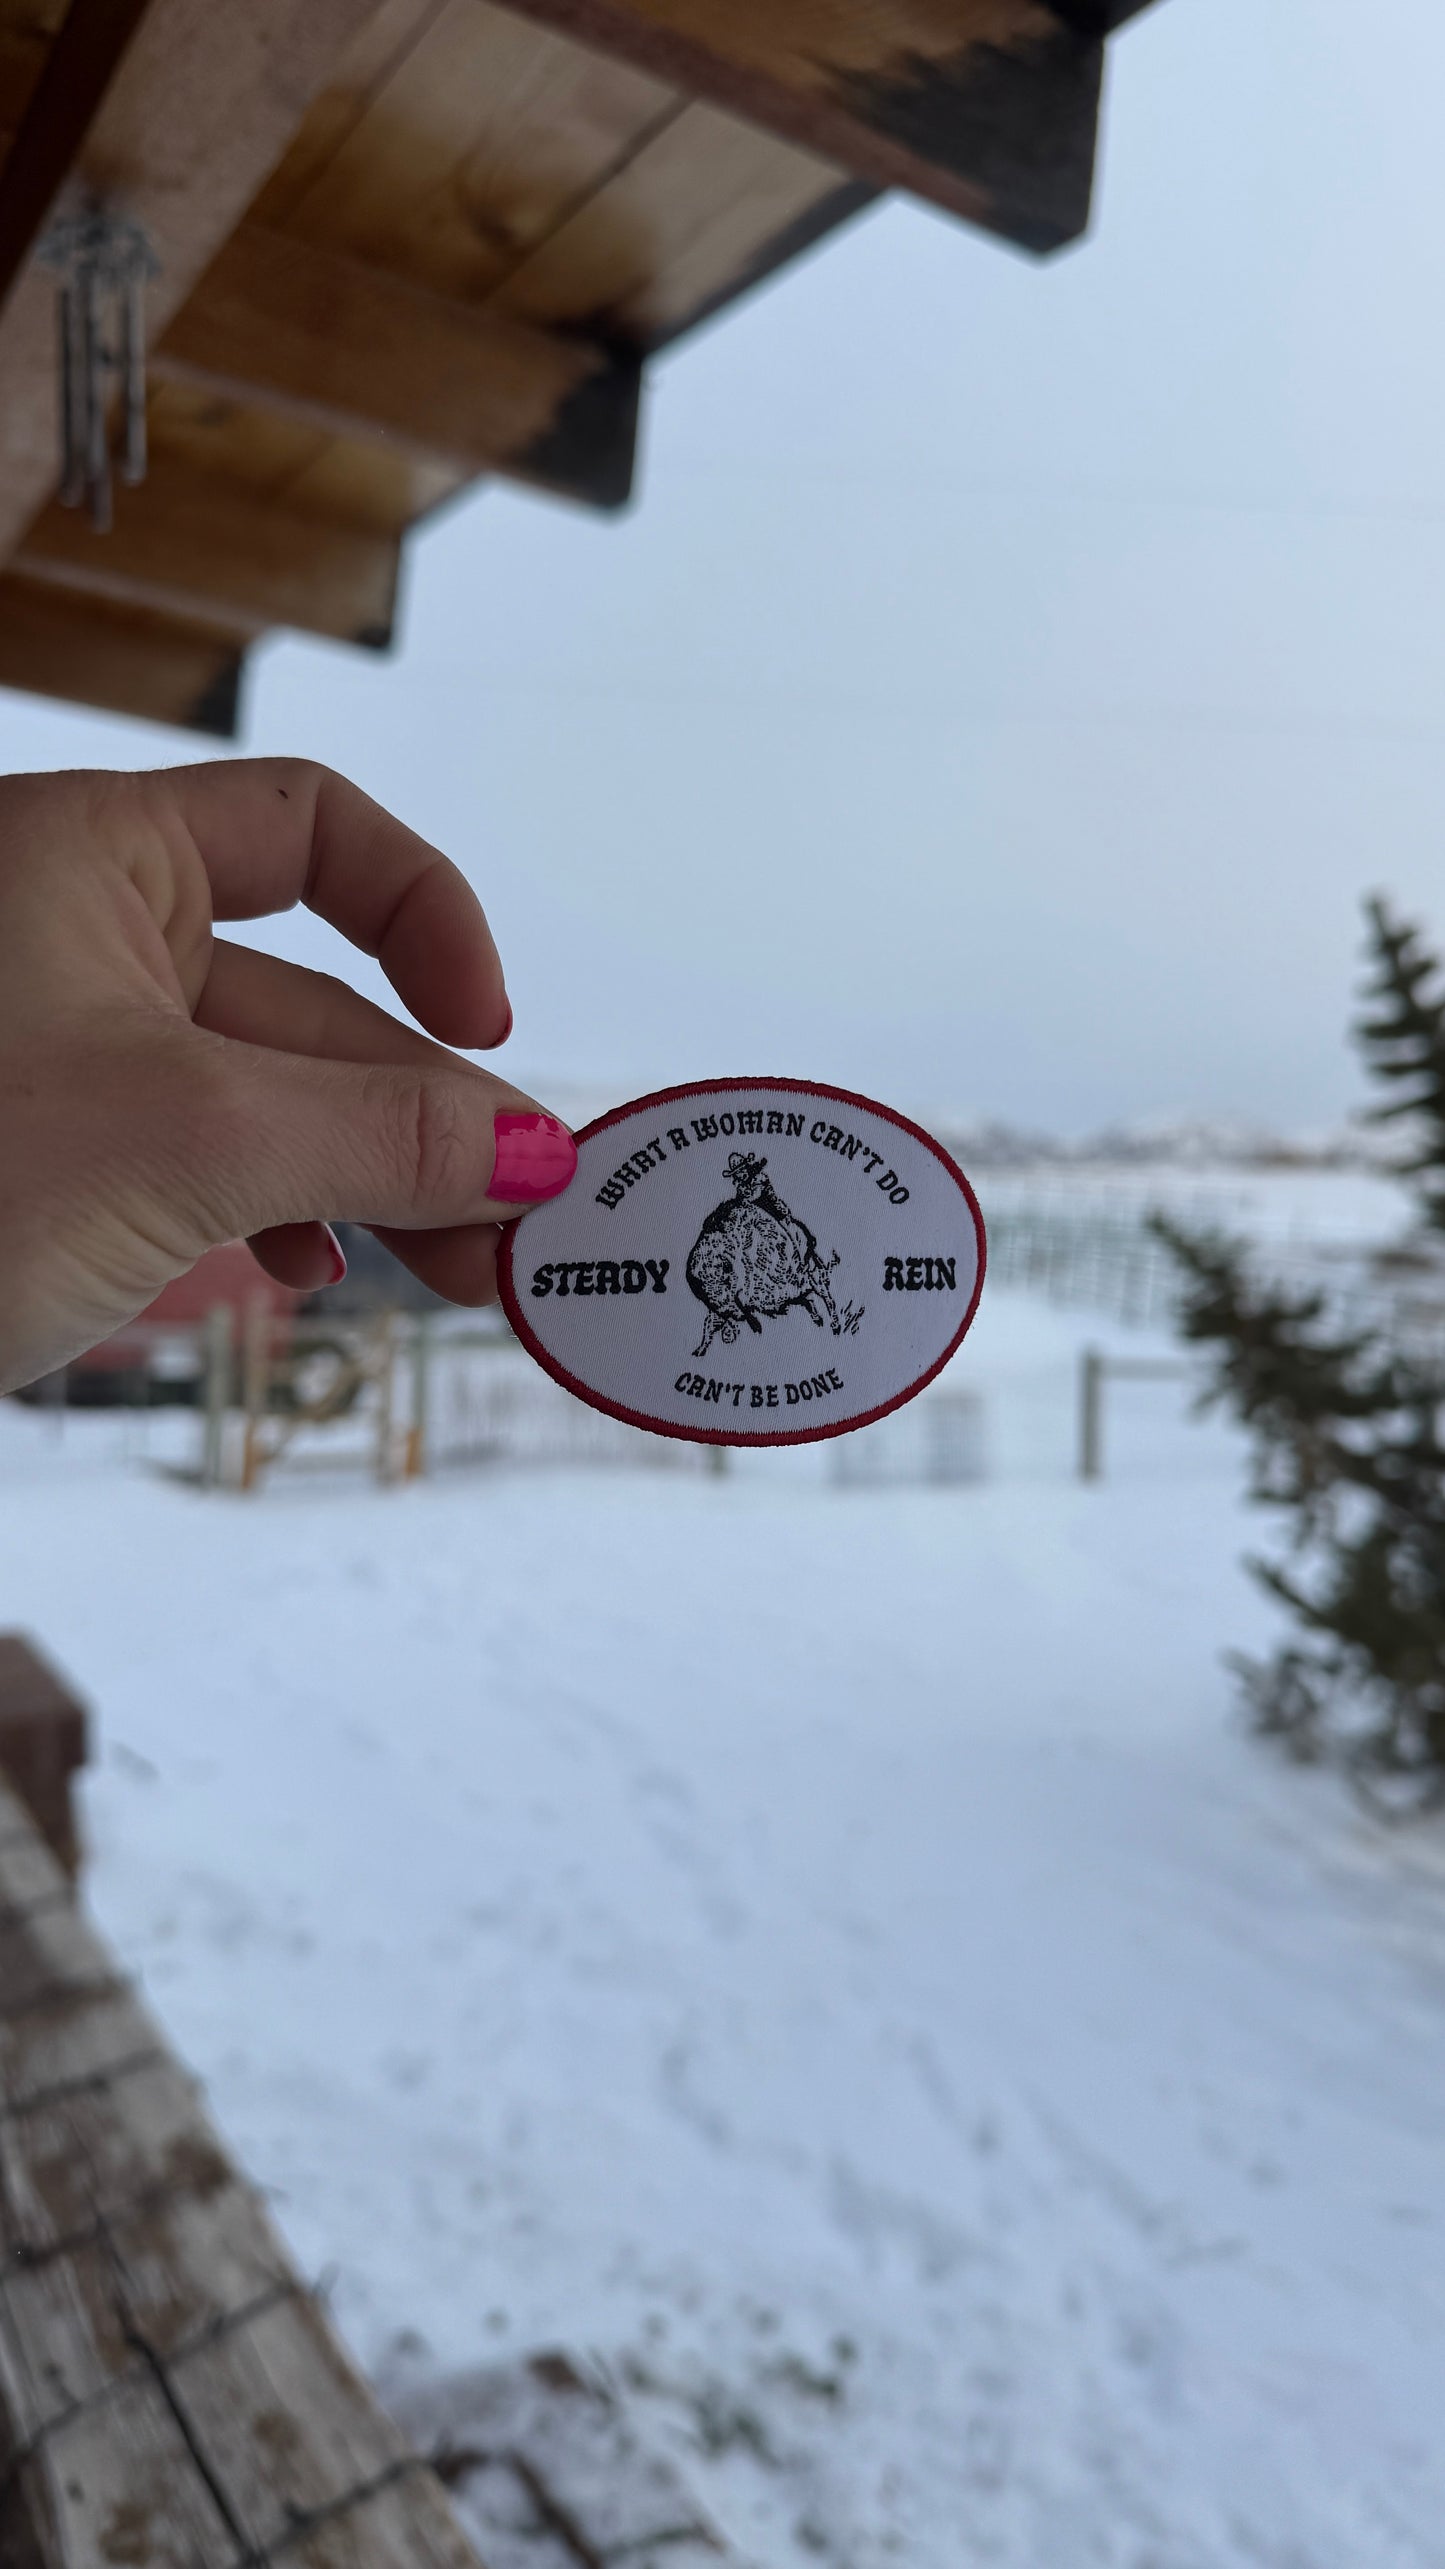 WHAT A WOMAN CAN'T DO
STEADY REIN
CAN'T BE DONE